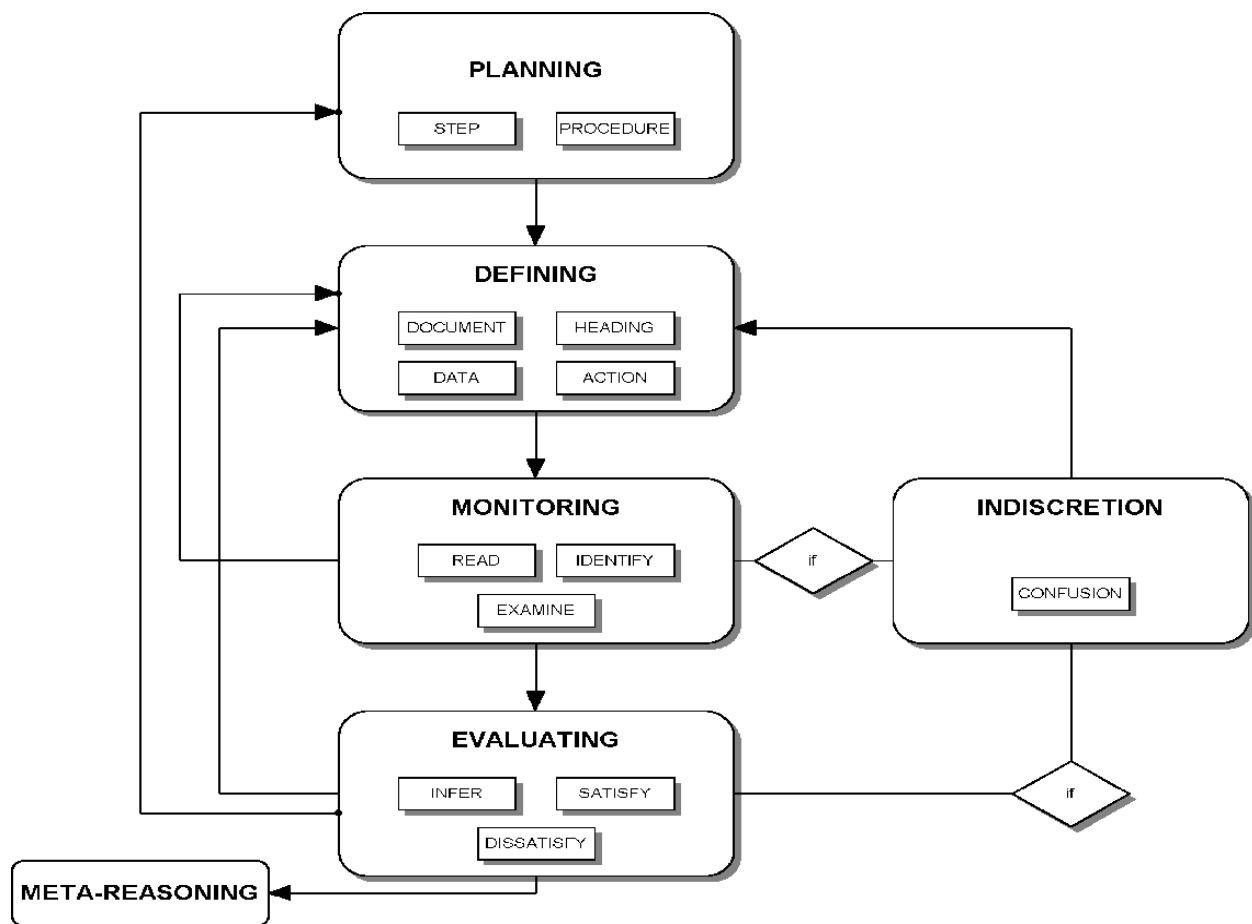 PLANNING
STEP
PROCEDURE
DEFINING
DOCUMENT
HEADING
DATA
ACTION
MONITORING
READ
IDENTIFY
EXAMINE
if
INDISCRETION
CONFUSION
EVALUATING
INFER
SATISFY
DISSATISFY
if
META-REASONING